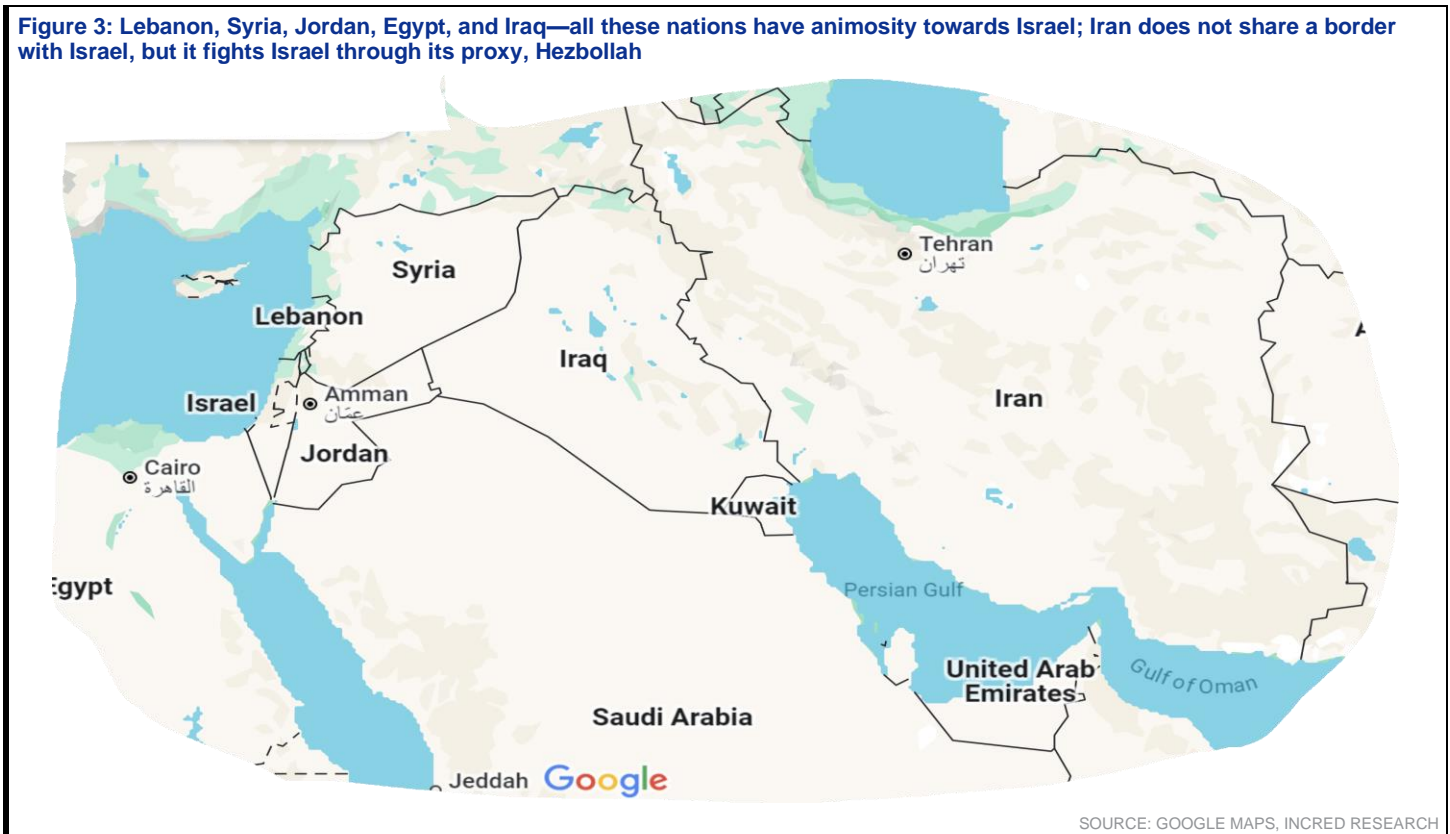 Figure 3: Lebanon, Syria, Jordan, Egypt, and Iraq—all these nations have animosity towards Israel; Iran does not share a border
with Israel, but it fights Israel through its proxy, Hezbollah
Tehran
تهران
Syria
Lebanon
Iraq
Amman
عمّان
Israel
Iran
Jordan
Cairo
القاهرة
Kuwait
Egypt
Persian Gulf
United Arab
Emirates
Gulf of Oman
Saudi Arabia
Jeddah
Google
SOURCE: GOOGLE MAPS, INCRED RESEARCH